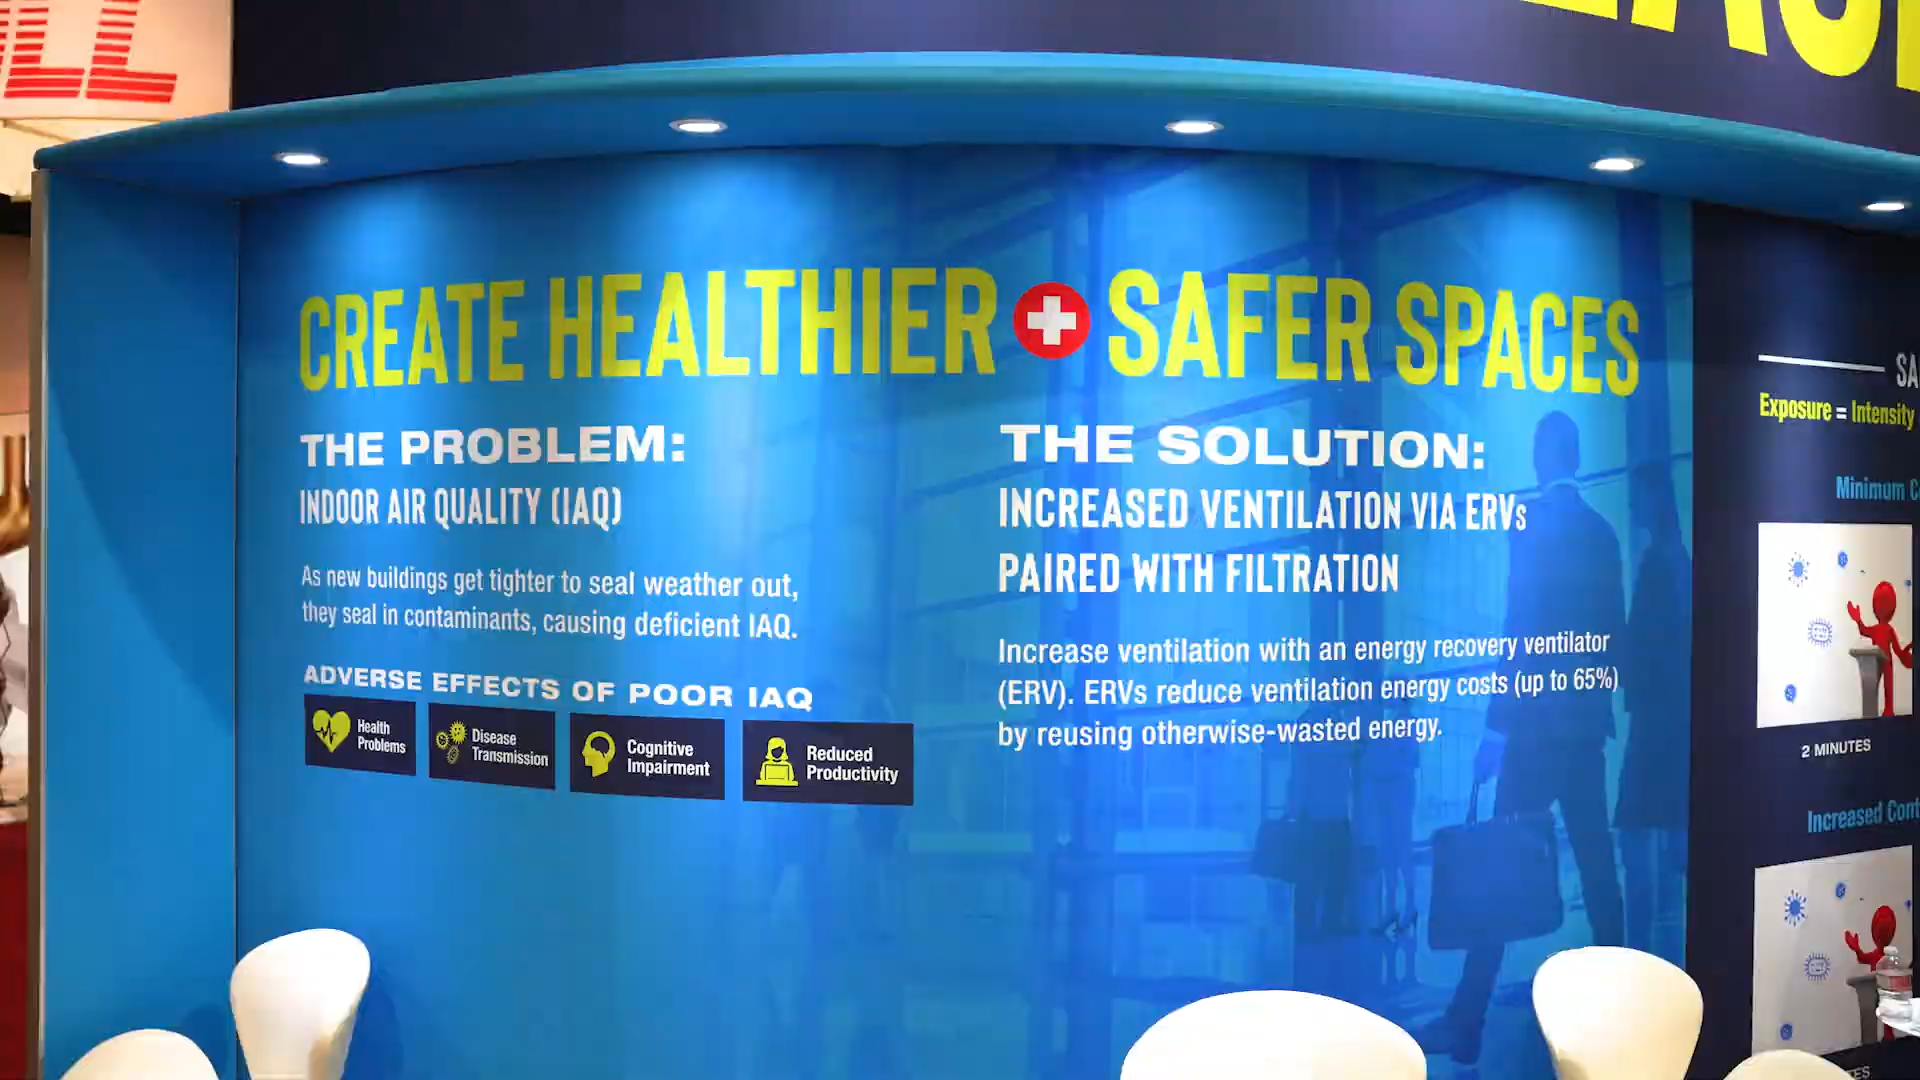 CREATE HEALTHIER + SAFER SPACES
THE PROBLEM:
INDOOR AIR QUALITY (IAQ)
As new buildings get tighter to seal weather out,
they seal in contaminants, causing deficient IAQ.
ADVERSE EFFECTS OF POOR IAQ
Health
Problems
Disease
Transmission
Cognitive
Impairment
Reduced
Productivity
THE SOLUTION:
INCREASED VENTILATION VIA ERVs
PAIRED WITH FILTRATION
Increase ventilation with an energy recovery ventilator
(ERV). ERVs reduce ventilation energy costs (up to 65%)
by reusing otherwise-wasted energy.
Exposure = Intensity
Minimum
2 MINUTES
Increased